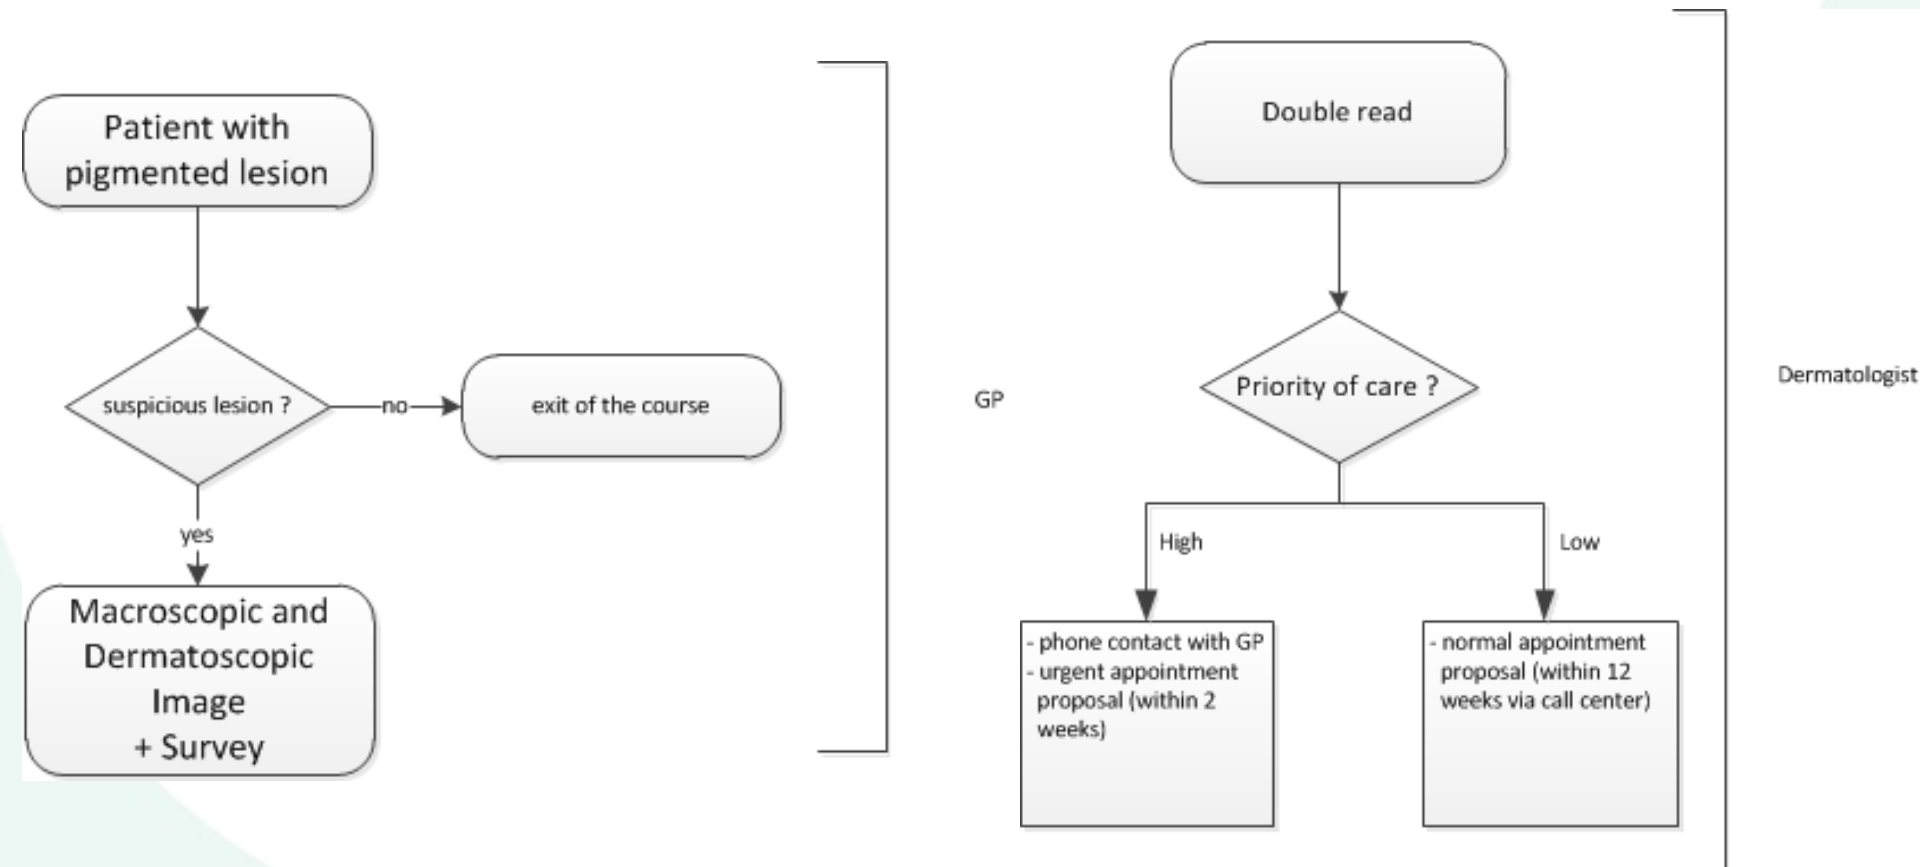 Patient with
pigmented lesion
suspicious lesion ?
no
exit of the course
yes
Macroscopic and
Dermatoscopic
Image
+ Survey
GP
Double read
Priority of care ?
High
Low
- phone contact with GP
- urgent appointment
proposal (within 2
weeks)
- normal appointment
proposal (within 12
weeks via call center)
Dermatologist